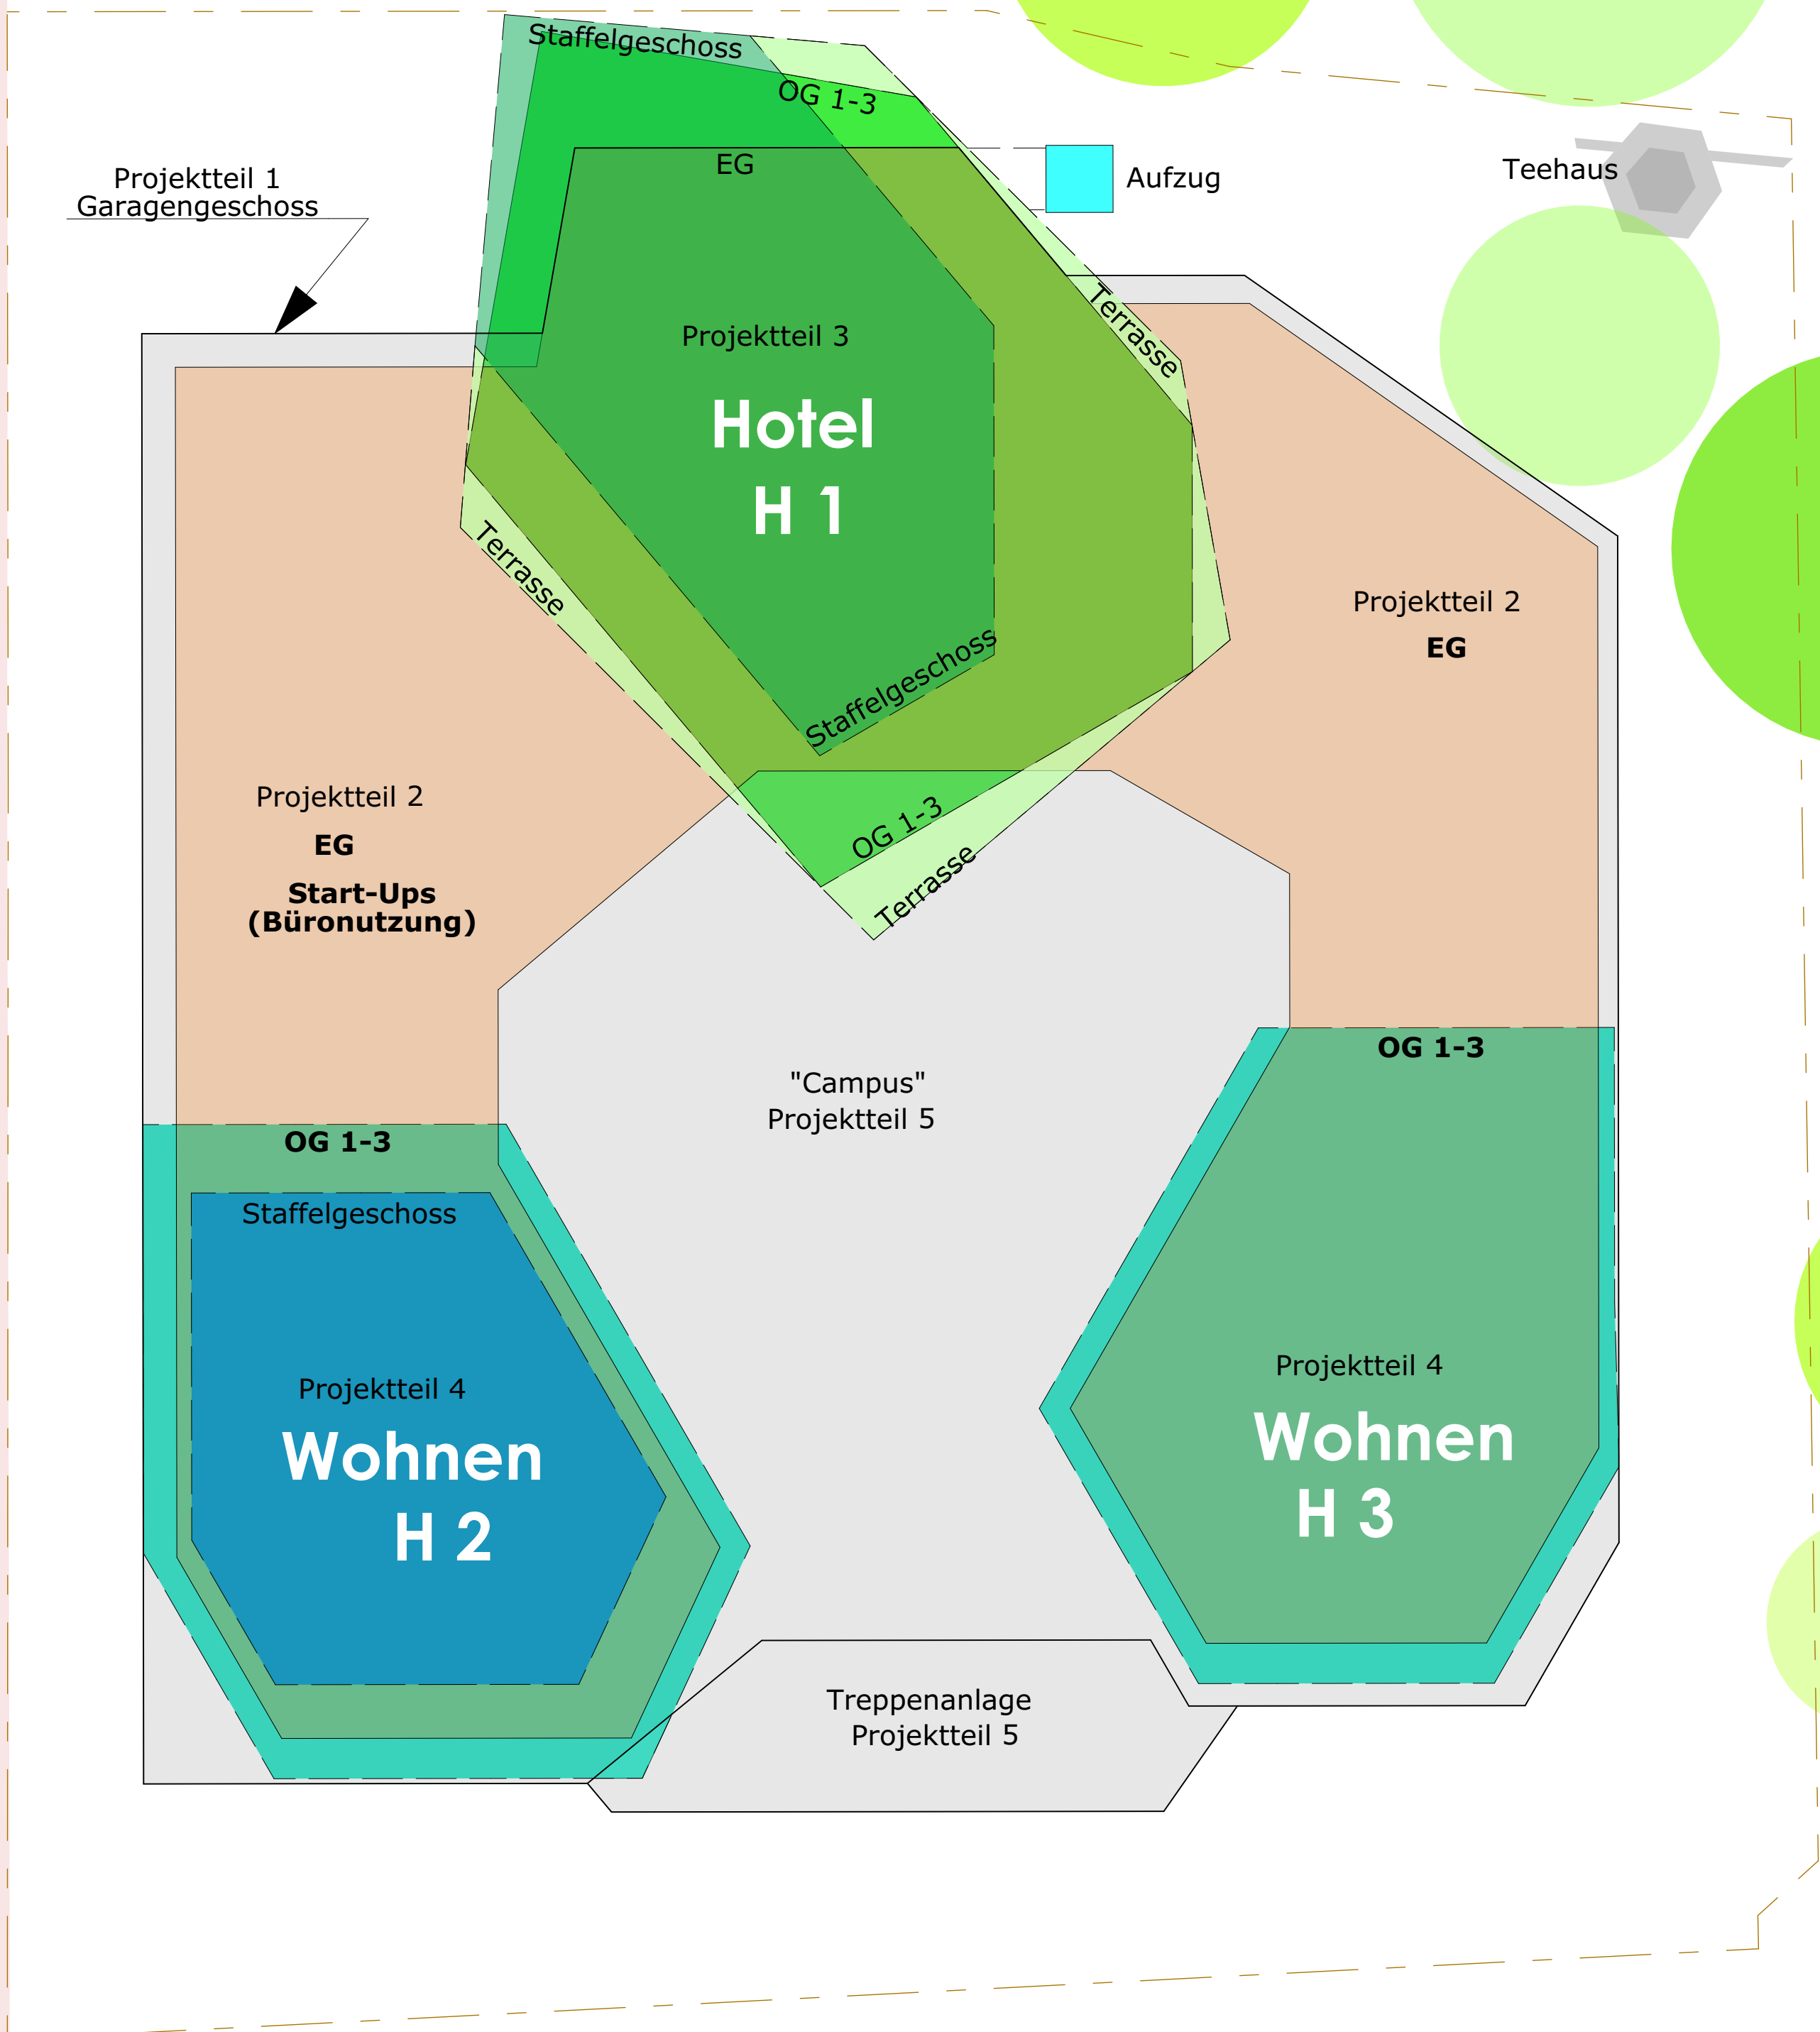 Staffelgeschoss
OG 1-3
EG
Aufzug
Teehaus
Projektteil 1
Garagengeschoss
Terrasse
Projektteil 3
Hotel
H 1
Terrasse
Projektteil 2
EG
Staffelgeschoss
Projektteil 2
EG
Start-Ups
(Büronutzung)
OG 1-3
Terrasse
"Campus"
Projektteil 5
OG 1-3
OG 1-3
Staffelgeschoss
Projektteil 4
Wohnen
H 2
Projektteil 4
Wohnen
H 3
Treppenanlage
Projektteil 5